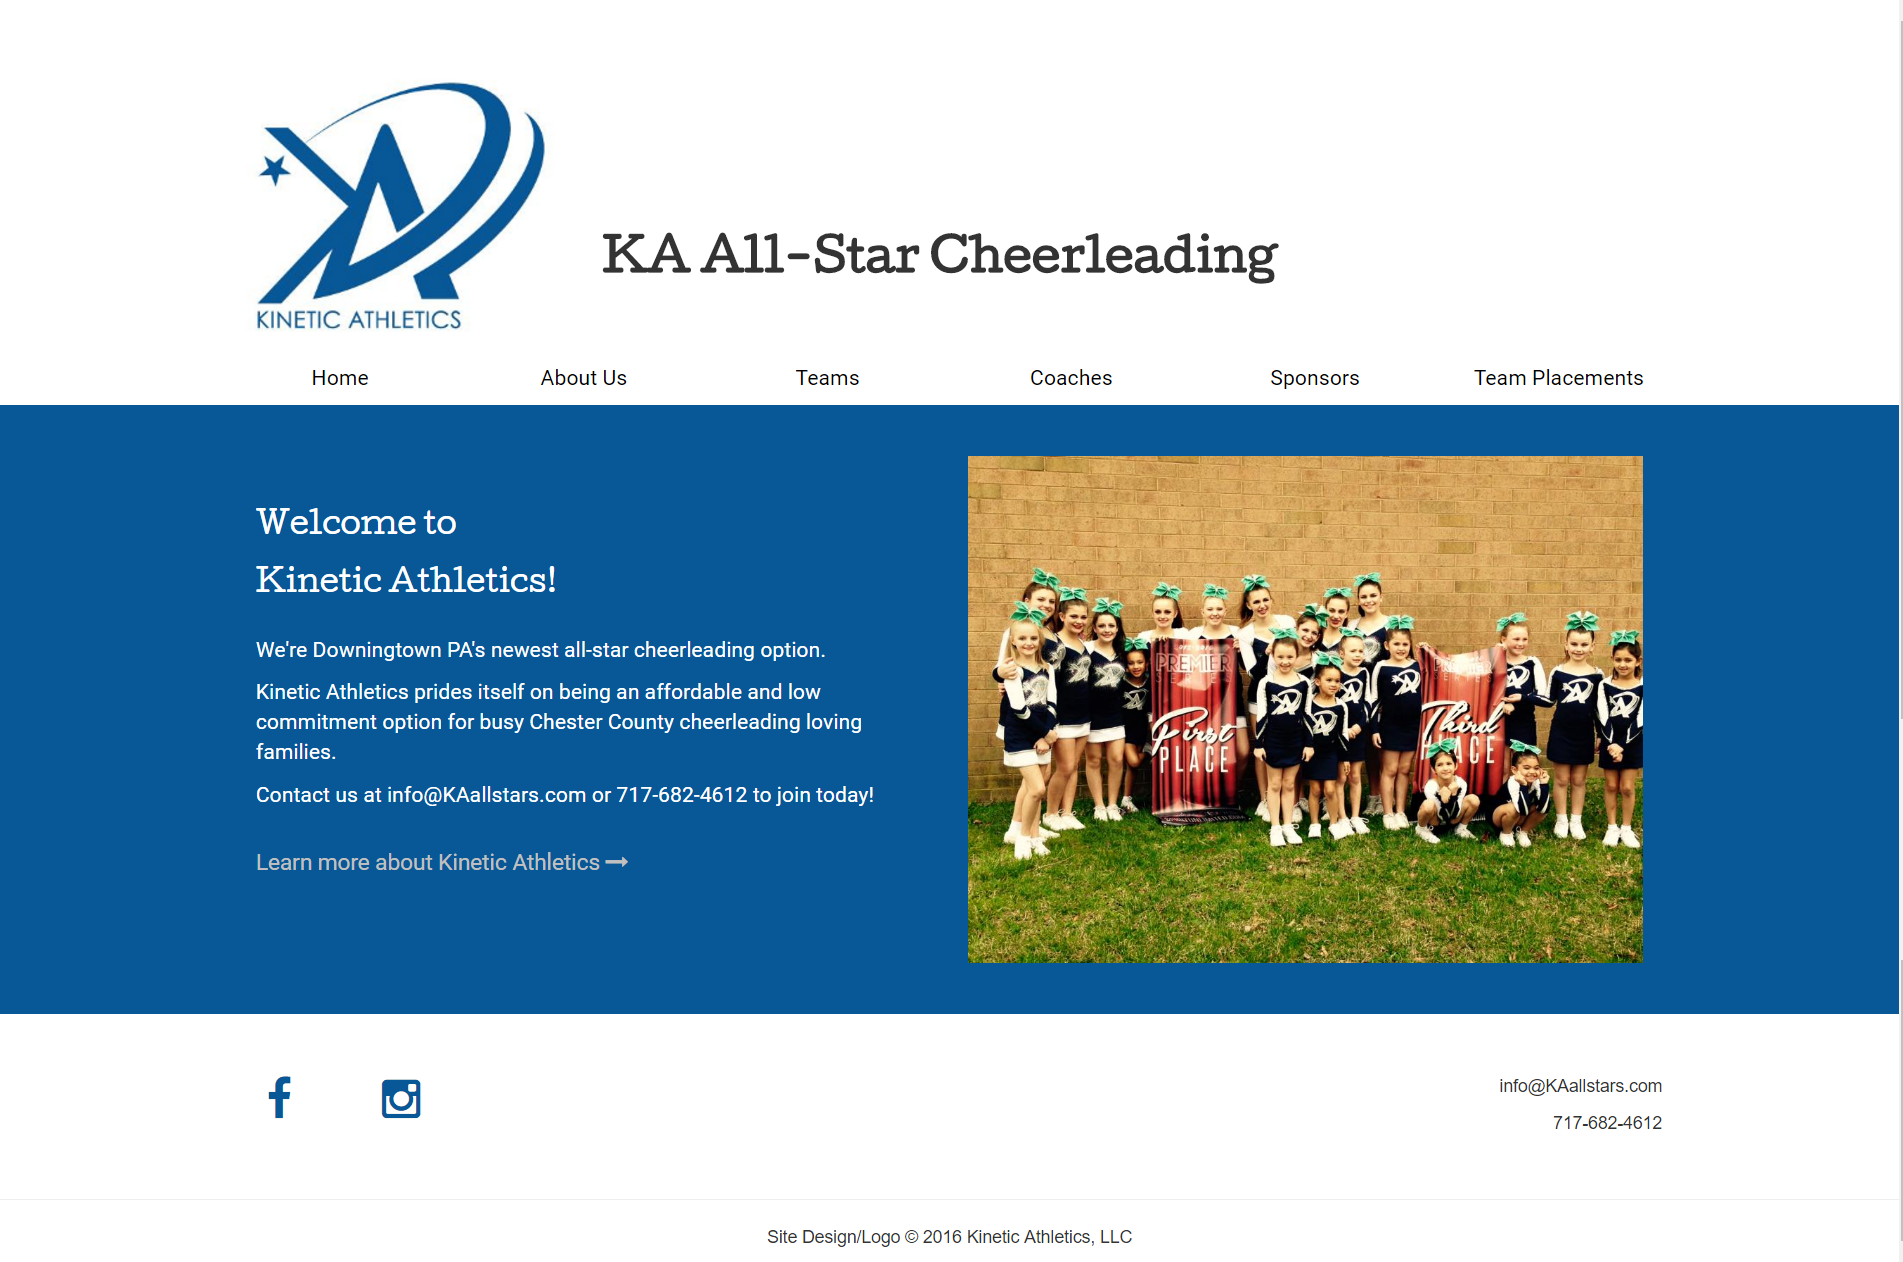 KINETIC ATHLETICS
KA All-Star Cheerleading
Home About Us Teams Coaches Sponsors Team Placements
Welcome to
Kinetic Athletics!
We're Downingtown PA's newest all-star cheerleading option.
Kinetic Athletics prides itself on being an affordable and low
commitment option for busy Chester County cheerleading loving
families.
Contact us at info@KAallstars.com or 717-682-4612 to join today!
Learn more about Kinetic Athletics
PREMIER
SERIES
First
PLACE
PREMIER
SERIES
Third
PLACE
info@KAallstars.com
717-682-4612
Site Design/Logo © 2016 Kinetic Athletics, LLC